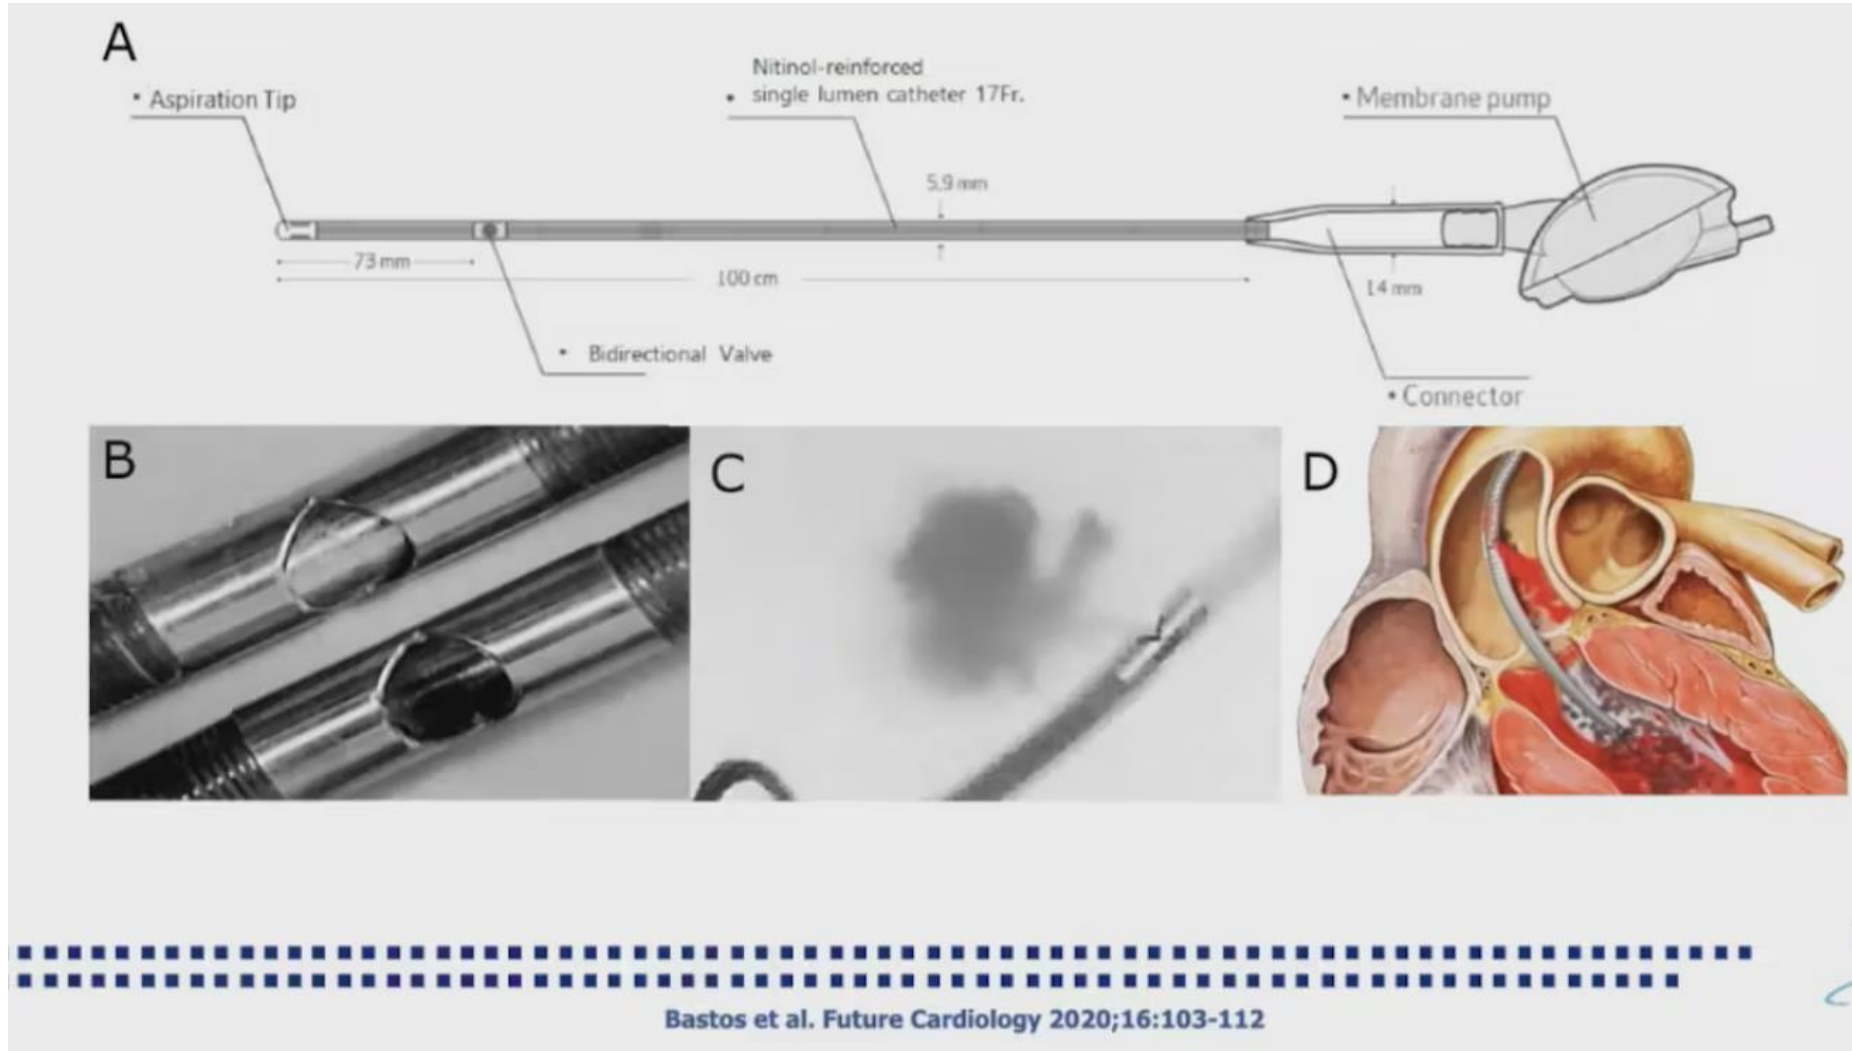 A
• Aspiration Tip
Nitinol-reinforced
• single lumen catheter 17Fr.
• Membrane pump
5.9 mm
73 mm
100 cm
14 mm
• Bidirectional Valve
• Connector
B
C
D
Bastos et al. Future Cardiology 2020;16:103-112